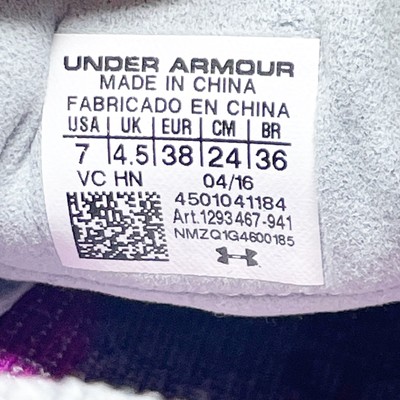 UNDER ARMOUR
MADE IN CHINA
FABRICADO EN CHINA
USA | UK | EUR | CM | BR
7 | 4.5 | 38 | 24 | 36
VC HN 04/16
4501041184
Art.1293467-941
NMZQ1G4600185